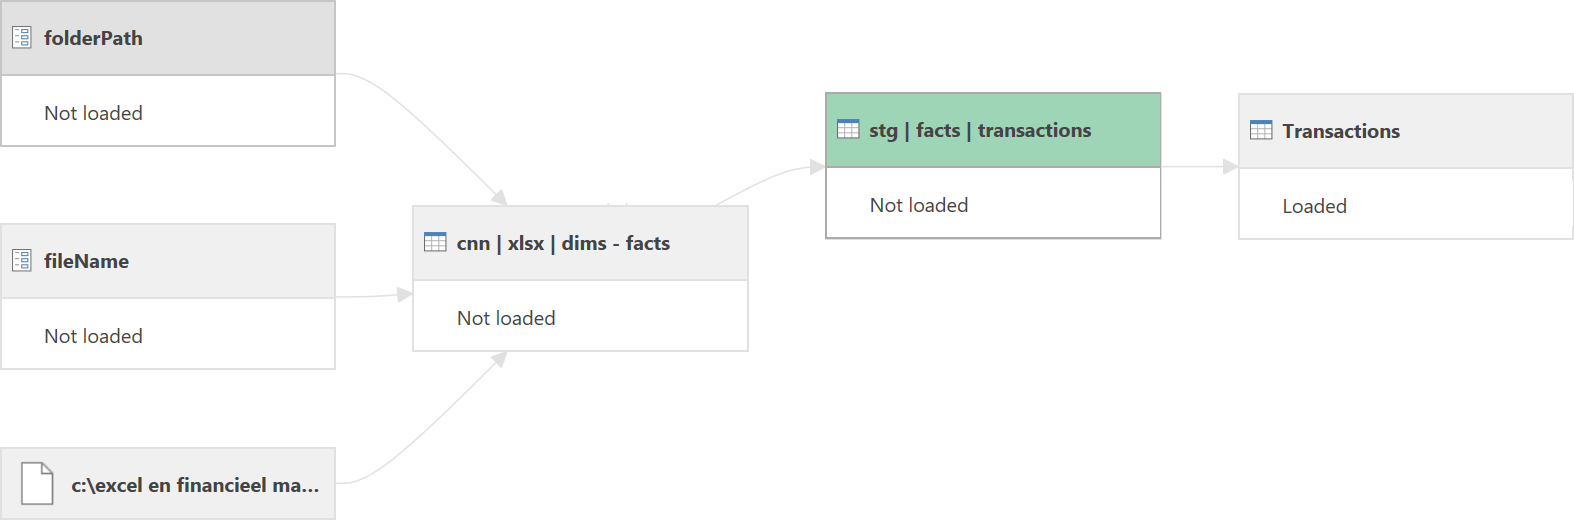 folderPath
Not loaded
fileName
Not loaded
c:\excel en financieel ma...
cnn | xlsx | dims - facts
Not loaded
stg | facts | transactions
Not loaded
Transactions
Loaded